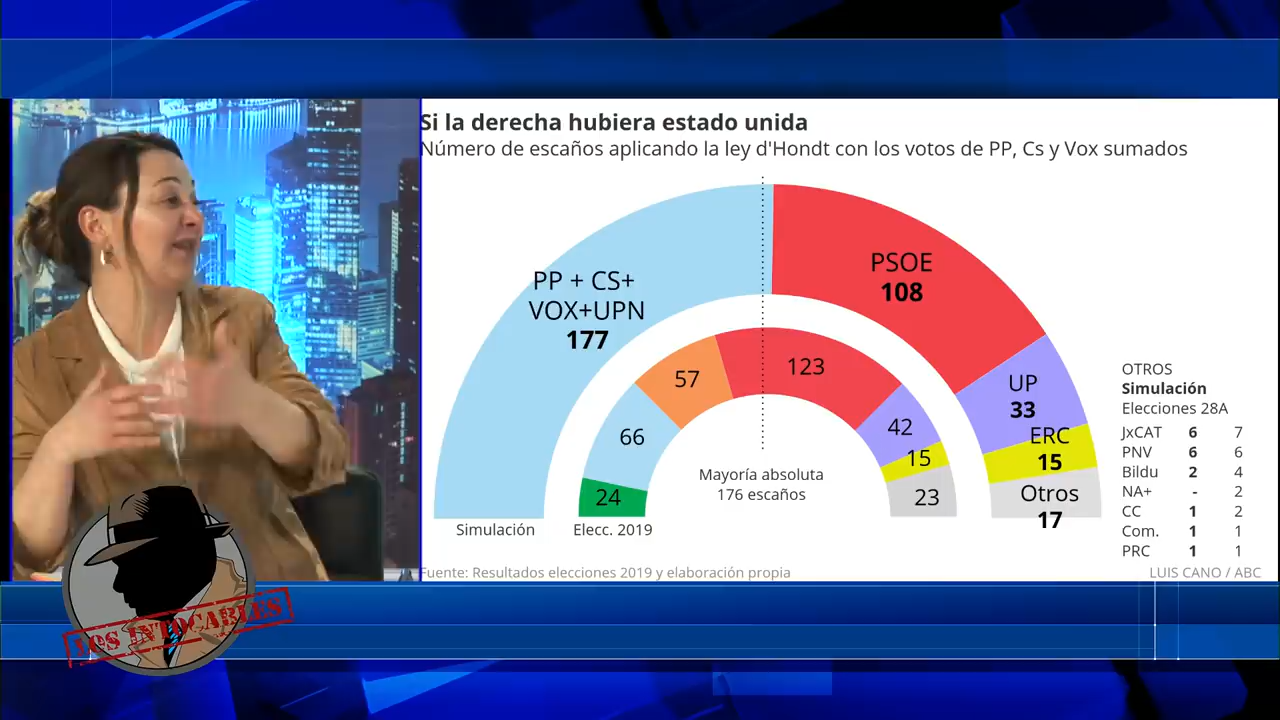 Si la derecha hubiera estado unida
Número de escaños aplicando la ley d'Hondt con los votos de PP, Cs y Vox sumados
PP + CS+
VOX+UPN
177
PSOE
108
UP
33
ERC
15
Otros
17
24
66
57
123
42
15
23
Mayoría absoluta
176 escaños
Simulación
Elecc. 2019
OTROS
Simulación
Elecciones 28A
JxCAT 6 7
PNV 6 6
Bildu 2 4
NA+ - 2
CC 1 2
Com. 1 1
PRC 1 1
Fuente: Resultados elecciones 2019 y elaboración propia
LUIS CANO / ABC
LOS INTOCABLES